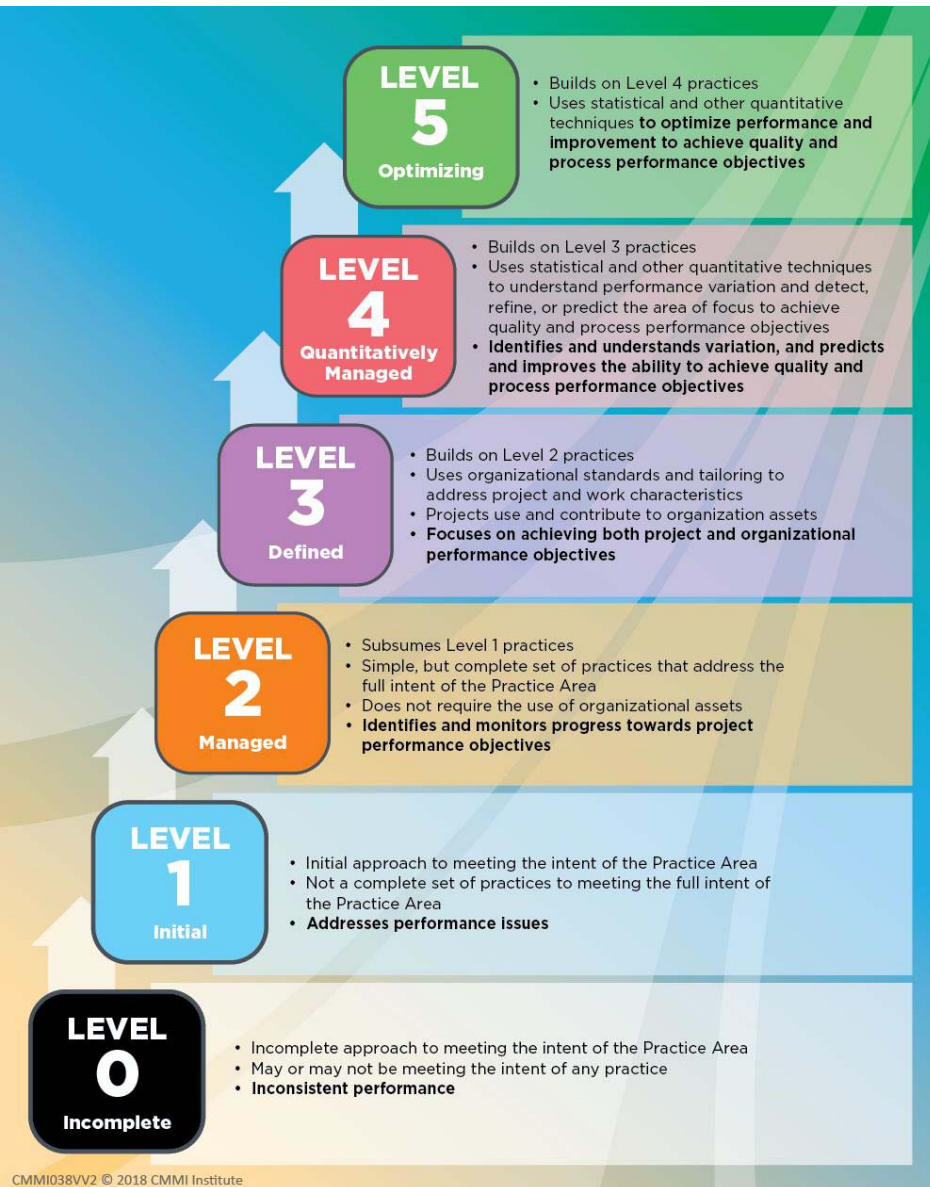 LEVEL
5
Optimizing
• Builds on Level 4 practices
• Uses statistical and other quantitative
techniques to optimize performance and
improvement to achieve quality and
process performance objectives
LEVEL
4
Quantitatively
Managed
• Builds on Level 3 practices
• Uses statistical and other quantitative techniques
to understand performance variation and detect,
refine, or predict the area of focus to achieve
quality and process performance objectives
• Identifies and understands variation, and predicts
and improves the ability to achieve quality and
process performance objectives
LEVEL
3
Defined
• Builds on Level 2 practices
• Uses organizational standards and tailoring to
address project and work characteristics
• Projects use and contribute to organization assets
• Focuses on achieving both project and organizational
performance objectives
LEVEL
2
Managed
• Subsumes Level 1 practices
• Simple, but complete set of practices that address the
full intent of the Practice Area
• Does not require the use of organizational assets
• Identifies and monitors progress towards project
performance objectives
LEVEL
1
Initial
• Initial approach to meeting the intent of the Practice Area
• Not a complete set of practices to meeting the full intent of
the Practice Area
• Addresses performance issues
LEVEL
0
Incomplete
• Incomplete approach to meeting the intent of the Practice Area
• May or may not be meeting the intent of any practice
• Inconsistent performance
CMMI038VV2 © 2018 CMMI Institute